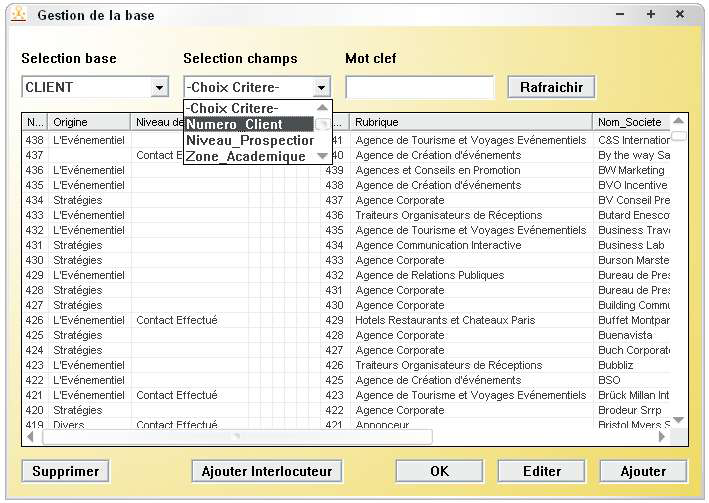 Gestion de la base
Selection base Selection champs Mot clef
CLIENT -Choix Critere- Rafraichir
-Choix Critere-
Numero_Client
Niveau_Prospection
Zone_Academique
N... Origine Niveau de ... Rubrique Nom_Societe
438 L'Evénementiel 41 Agence de Tourisme et Voyages Evénementiels C&S Internation
437 Contact E 40 Agence de Création d'événements By the way Sa
436 L'Evénementiel 439 Agences et Conseils en Promotion BW Marketing
435 L'Evénementiel 438 Agence de Création d'événements BVO Incentive
434 Stratégies 437 Agence Corporate BV Conseil Pre
433 L'Evénementiel 436 Traiteurs Organisateurs de Réceptions Butard Enesco
432 L'Evénementiel 435 Agence de Tourisme et Voyages Evénementiels Business Trav
431 Stratégies 434 Agence Communication Interactive Business Lab
430 Stratégies 433 Agence Corporate Burson Marste
429 L'Evénementiel 432 Agence de Relations Publiques Bureau de Pres
428 Stratégies 431 Agence Corporate Bureau de Pres
427 Stratégies 430 Agence Corporate Building Commu
426 L'Evénementiel Contact Effectué 429 Hotels Restaurants et Chateaux Paris Buffet Montpar
425 Stratégies 428 Agence Corporate Buenavista
424 Stratégies 427 Agence Corporate Buch Corporat
423 L'Evénementiel 426 Traiteurs Organisateurs de Réceptions Bubbliz
422 L'Evénementiel 425 Agence de Création d'événements BSO
421 L'Evénementiel Contact Effectué 423 Agence de Tourisme et Voyages Evénementiels Brück Millan Int
420 Stratégies 422 Agence Corporate Brodeur Srrp
419 Divers Contact Effectué 421 Annonceur Bristol Myers S
Supprimer Ajouter Interlocuteur OK Editer Ajouter